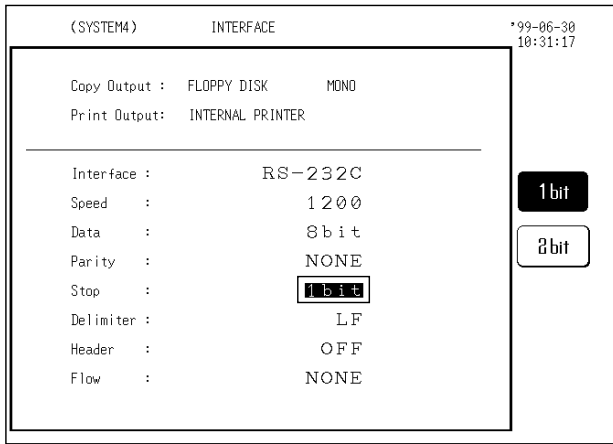 (SYSTEM4) INTERFACE '99-06-30
10:31:17
Copy Output : FLOPPY DISK MONO
Print Output: INTERNAL PRINTER
Interface : RS-232C
Speed : 1200
Data : 8bit
Parity : NONE
Stop : 1bit
Delimiter : LF
Header : OFF
Flow : NONE
1bit
2bit